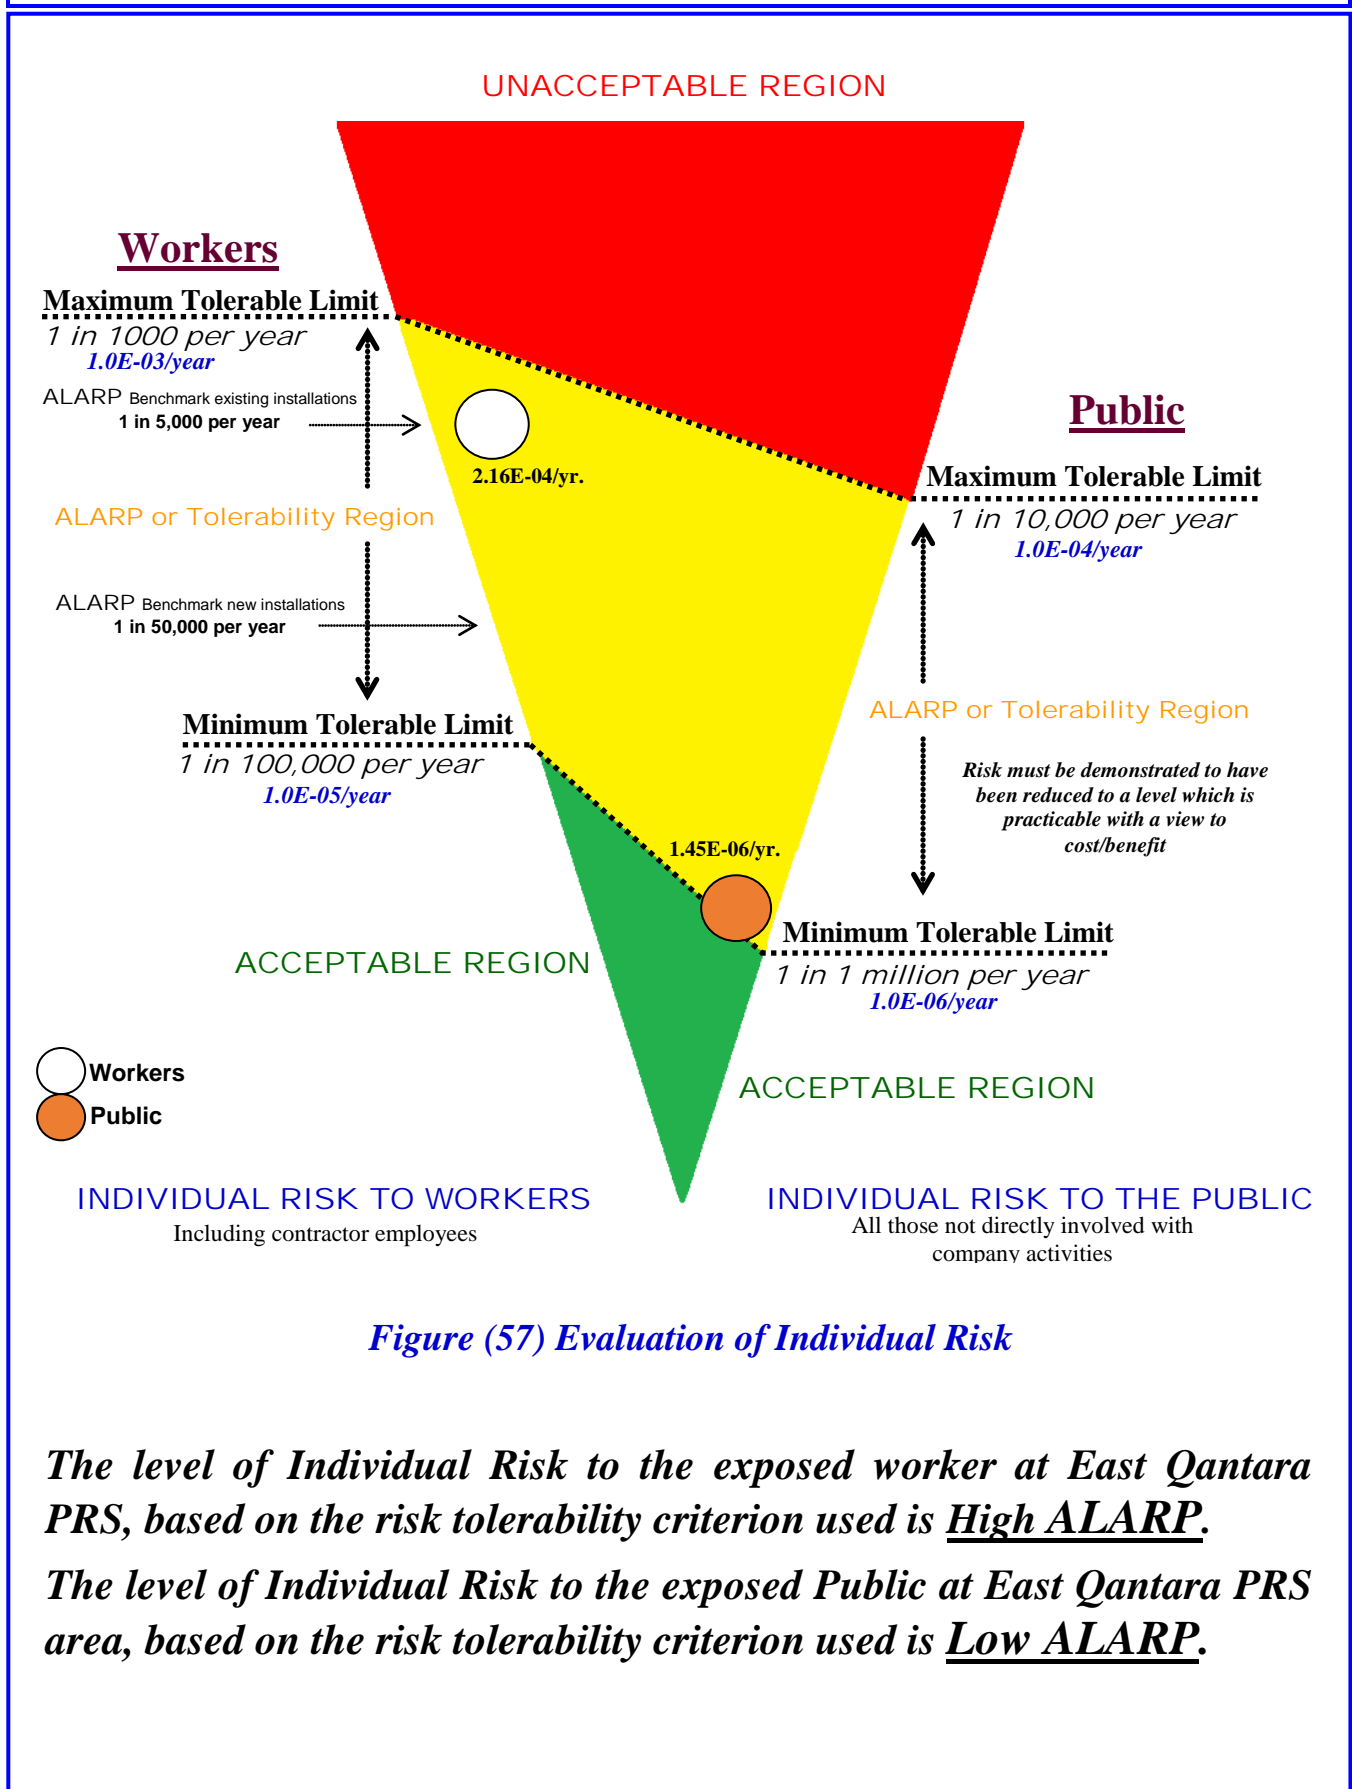 UNACCEPTABLE REGION
Workers
Maximum Tolerable Limit
1 in 1000 per year
1.0E-03/year
ALARP Benchmark existing installations
1 in 5,000 per year
2.16E-04/yr.
ALARP or Tolerability Region
ALARP Benchmark new installations
1 in 50,000 per year
Minimum Tolerable Limit
1 in 100,000 per year
1.0E-05/year
Public
Maximum Tolerable Limit
1 in 10,000 per year
1.0E-04/year
ALARP or Tolerability Region
Risk must be demonstrated to have
been reduced to a level which is
practicable with a view to
cost/benefit
1.45E-06/yr.
Minimum Tolerable Limit
1 in 1 million per year
1.0E-06/year
ACCEPTABLE REGION
ACCEPTABLE REGION
Workers
Public
INDIVIDUAL RISK TO WORKERS
Including contractor employees
INDIVIDUAL RISK TO THE PUBLIC
All those not directly involved with
company activities
Figure (57) Evaluation of Individual Risk
The level of Individual Risk to the exposed worker at East Qantara
PRS, based on the risk tolerability criterion used is High ALARP.
The level of Individual Risk to the exposed Public at East Qantara PRS
area, based on the risk tolerability criterion used is Low ALARP.